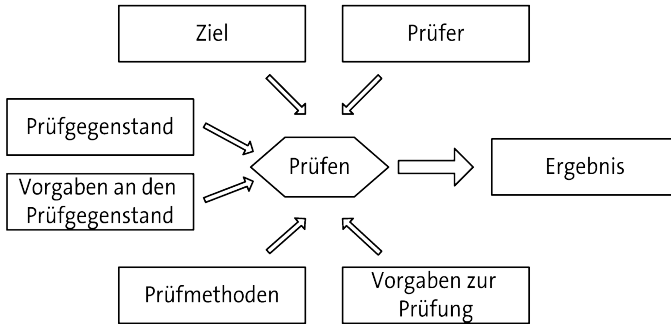 Ziel
Prüfer
Prüfgegenstand
Prüfen
Ergebnis
Vorgaben an den
Prüfgegenstand
Prüfmethoden
Vorgaben zur
Prüfung